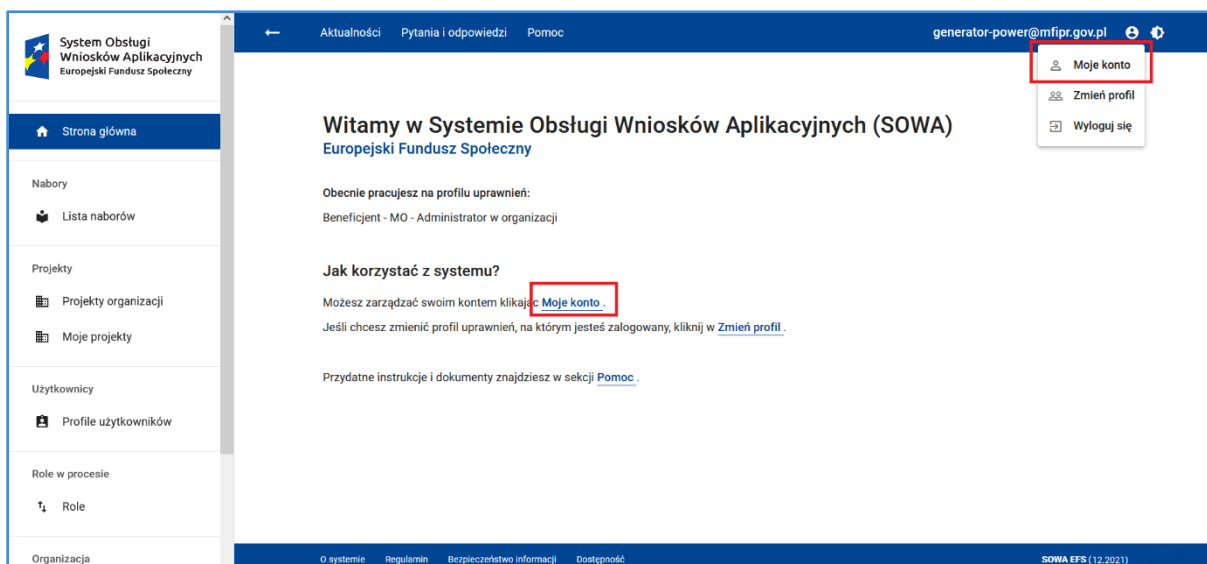 System Obsługi
Wniosków Aplikacyjnych
Europejski Fundusz Społeczny
Aktualności Pytania i odpowiedzi Pomoc
generator-power@mfipr.gov.pl
Moje konto
Zmień profil
Wyloguj się
Strona główna
Nabory
Lista naborów
Projekty
Projekty organizacji
Moje projekty
Użytkownicy
Profile użytkowników
Role w procesie
Role
Organizacja
Witamy w Systemie Obsługi Wniosków Aplikacyjnych (SOWA)
Europejski Fundusz Społeczny
Obecnie pracujesz na profilu uprawnień:
Beneficjent - MO - Administrator w organizacji
Jak korzystać z systemu?
Możesz zarządzać swoim kontem klikając Moje konto .
Jeśli chcesz zmienić profil uprawnień, na którym jesteś zalogowany, kliknij w Zmień profil .
Przydatne instrukcje i dokumenty znajdziesz w sekcji Pomoc .
O systemie Regulamin Bezpieczeństwo informacji Dostępność
SOWA EFS (12.2021)